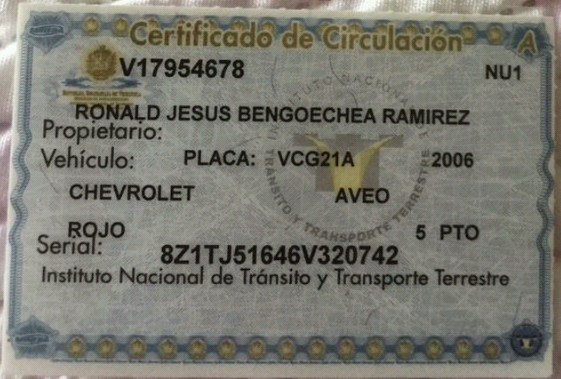 Certificado de Circulación
A
V17954678 NU1
REPÚBLICA BOLIVARIANA DE VENEZUELA
RONALD JESUS BENGOECHEA RAMIREZ
Propietario:
Vehículo: PLACA: VCG21A 2006
CHEVROLET AVEO
ROJO 5 PTO
Serial: 8Z1TJ51646V320742
Instituto Nacional de Tránsito y Transporte Terrestre
INSTITUTO NACIONAL DE TRÁNSITO Y TRANSPORTE TERRESTRE